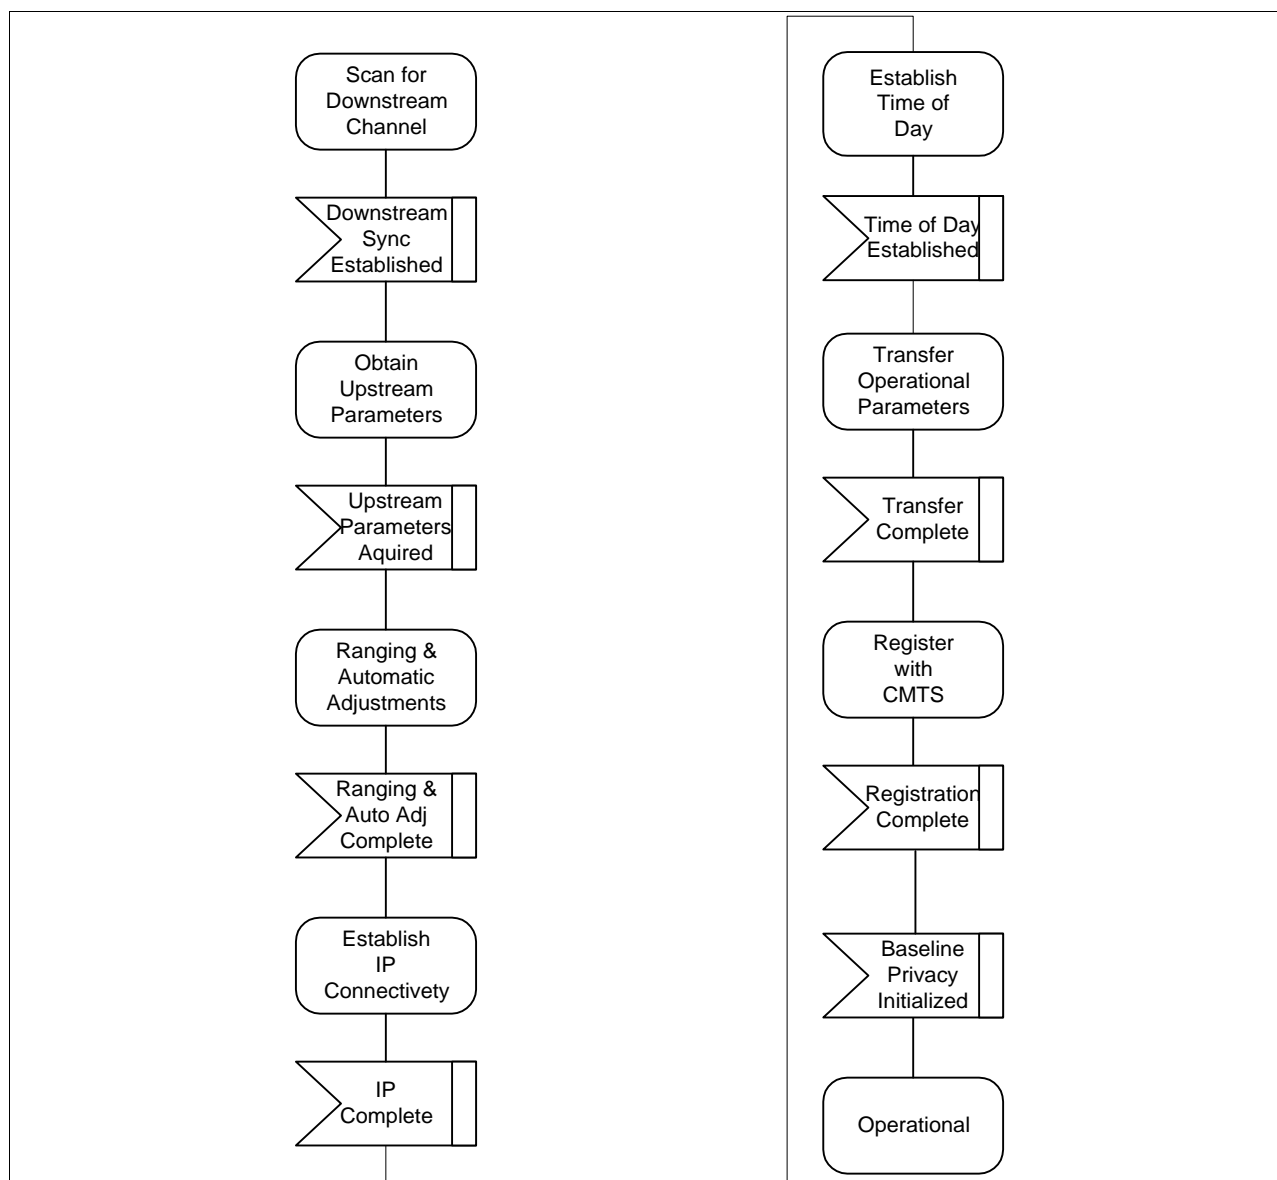 Scan for
Downstream
Channel
Downstream
Sync
Established
Obtain
Upstream
Parameters
Upstream
Parameters
Aquired
Ranging &
Automatic
Adjustments
Ranging &
Auto Adj
Complete
Establish
IP
Connectivety
IP
Complete
Establish
Time of
Day
Time of Day
Established
Transfer
Operational
Parameters
Transfer
Complete
Register
with
CMTS
Registration
Complete
Baseline
Privacy
Initialized
Operational